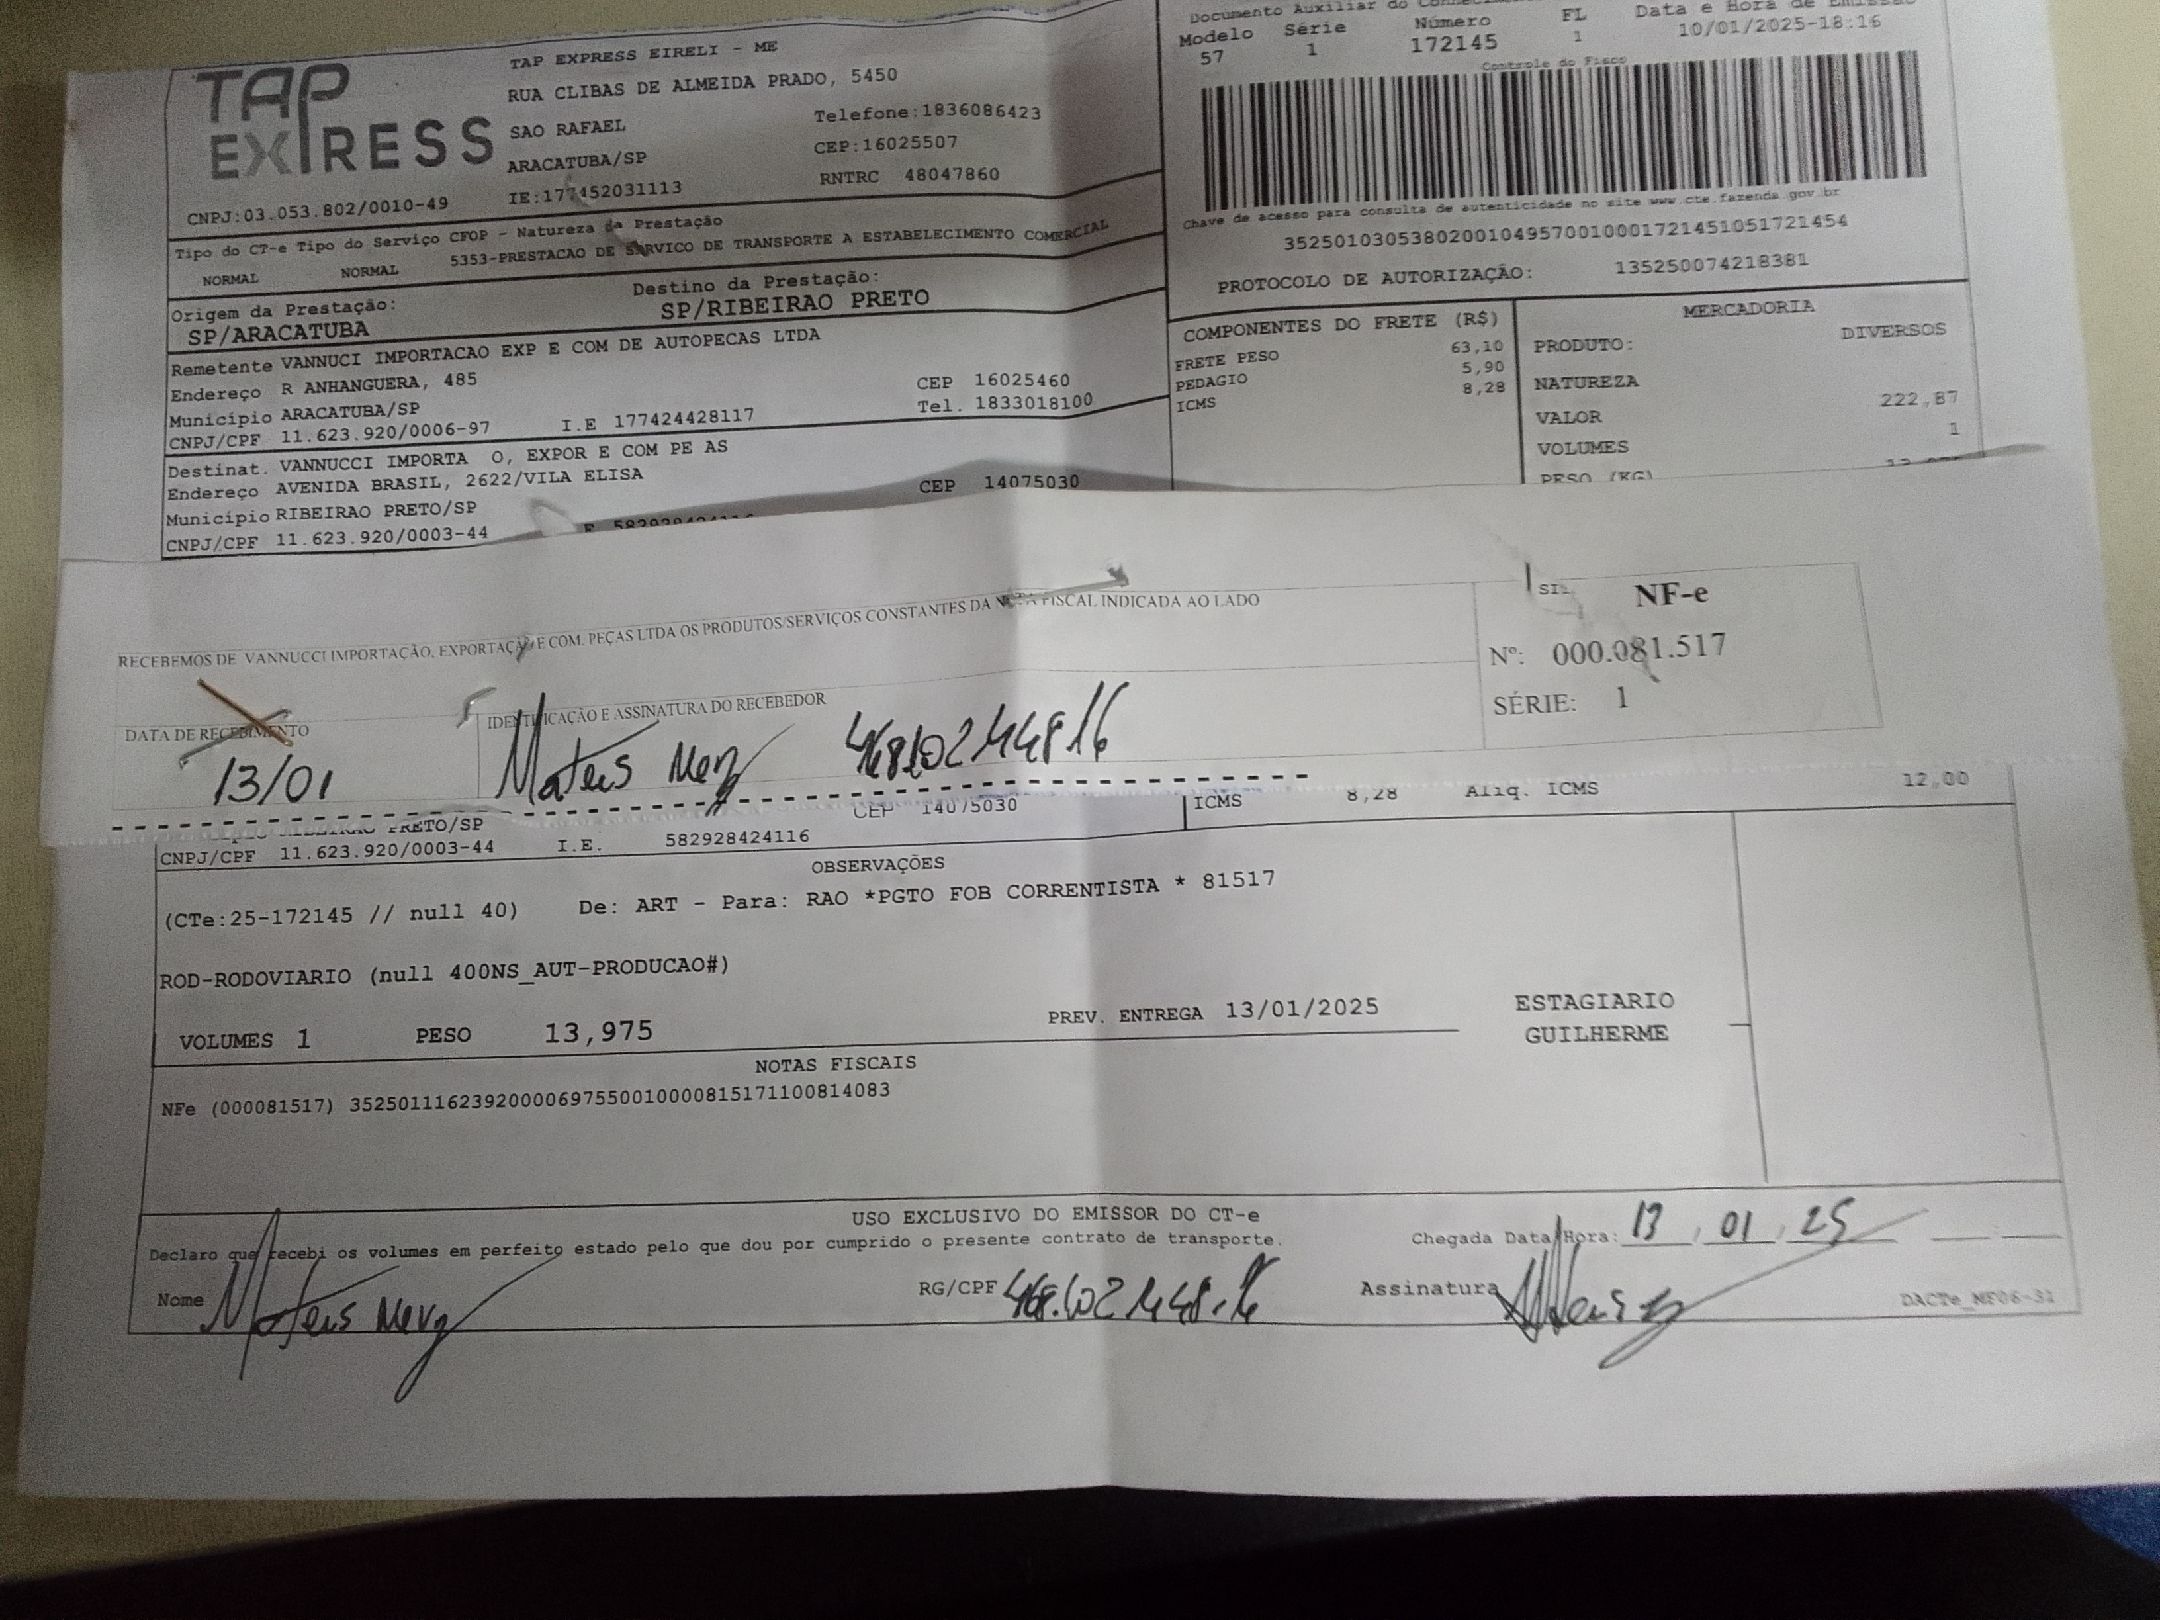 Documento Auxiliar do
Modelo Série Número FL Data e Hora de Emissão
57 1 172145 1 10/01/2025-18:16
Controle do Fisco
TAP EXPRESS
TAP EXPRESS EIRELI - ME
RUA CLIBAS DE ALMEIDA PRADO, 5450
SAO RAFAEL Telefone:1836086423
ARACATUBA/SP CEP:16025507
CNPJ:03.053.802/0010-49 IE:177452031113 RNTRC 48047860
Chave de acesso para consulta de autenticidade no site www.cte.fazenda.gov.br
35250103053802001049570010001721451051721454
PROTOCOLO DE AUTORIZAÇÃO: 135250074218381
Tipo do CT-e Tipo do Serviço CFOP - Natureza da Prestação
NORMAL NORMAL 5353-PRESTACAO DE SERVICO DE TRANSPORTE A ESTABELECIMENTO COMERCIAL
Origem da Prestação: Destino da Prestação:
SP/ARACATUBA SP/RIBEIRAO PRETO
Remetente VANNUCI IMPORTACAO EXP E COM DE AUTOPECAS LTDA
Endereço R ANHANGUERA, 485 CEP 16025460
Município ARACATUBA/SP Tel. 1833018100
CNPJ/CPF 11.623.920/0006-97 I.E 177424428117
Destinat. VANNUCCI IMPORTA O, EXPOR E COM PE AS
Endereço AVENIDA BRASIL, 2622/VILA ELISA CEP 14075030
Município RIBEIRAO PRETO/SP
CNPJ/CPF 11.623.920/0003-44
COMPONENTES DO FRETE (R$)
FRETE PESO 63,10
PEDAGIO 5,90
ICMS 8,28
MERCADORIA
PRODUTO: DIVERSOS
NATUREZA
VALOR 222,87
VOLUMES 1
PESO (KG)
RECEBEMOS DE VANNUCCI IMPORTAÇÃO, EXPORTAÇÃO E COM. PEÇAS LTDA OS PRODUTOS/SERVIÇOS CONSTANTES DA NOTA FISCAL INDICADA AO LADO
NF-e
Nº: 000.081.517
SÉRIE: 1
DATA DE RECEBIMENTO IDENTIFICAÇÃO E ASSINATURA DO RECEBEDOR
13/01 Mateus 46810244816
PRETO/SP CEP 14075030 ICMS 8,28 Aliq. ICMS 12,00
CNPJ/CPF 11.623.920/0003-44 I.E. 582928424116
OBSERVAÇÕES
(CTe:25-172145 // null 40) De: ART - Para: RAO *PGTO FOB CORRENTISTA * 81517
ROD-RODOVIARIO (null 400NS_AUT-PRODUCAO#)
VOLUMES 1 PESO 13,975 PREV. ENTREGA 13/01/2025 ESTAGIARIO
GUILHERME
NOTAS FISCAIS
NFe (000081517) 35250111623920000697550010000815171100814083
USO EXCLUSIVO DO EMISSOR DO CT-e
Declaro que recebi os volumes em perfeito estado pelo que dou por cumprido o presente contrato de transporte. Chegada Data/Hora: 13 / 01 / 25
Nome Mateus RG/CPF 468.102.448-16 Assinatura
DACTe_MF06-31